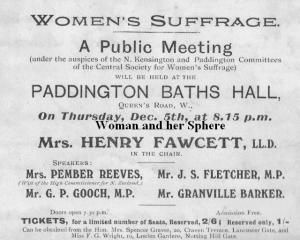 WOMEN'S SUFFRAGE.
A Public Meeting
(under the auspices of the N. Kensington and Paddington Committees
of the Central Society for Women's Suffrage)
WILL BE HELD AT THE
PADDINGTON BATHS HALL,
QUEEN'S ROAD, W.,
On Thursday, Dec. 5th, at 8.15 p.m.
Woman and her Sphere
Mrs. HENRY FAWCETT, LL.D.
IN THE CHAIR.
SPEAKERS:
Mrs. PEMBER REEVES, Mr. J. S. FLETCHER, M.P.
(Wife of the High Commissioner for N. Zealand.)
Mr. G. P. GOOCH, M.P. Mr. GRANVILLE BARKER.
Doors open 7.30 p.m. Admission Free.
TICKETS, for a limited number of Seats, Reserved, 2/6; Reserved only, 1/-
Can be obtained from the Hon. Mrs. Spencer Graves, 20, Craven Terrace, Lancaster Gate, and
Miss F. G. Wright, 10, Linden Gardens, Notting Hill Gate.